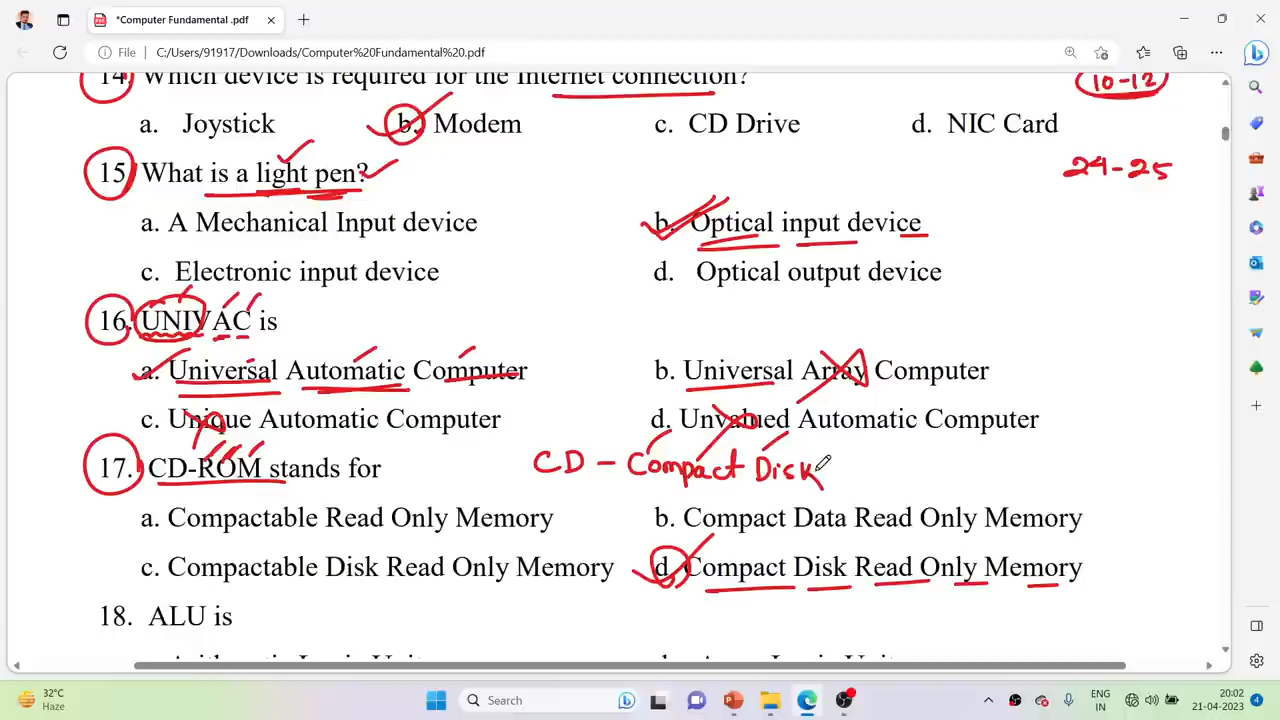 *Computer Fundamental .pdf
File C:/Users/91917/Downloads/Computer%20Fundamental%20.pdf
14. Which device is required for the Internet connection?
10-12
a. Joystick b. Modem c. CD Drive d. NIC Card
15. What is a light pen?
24-25
a. A Mechanical Input device b. Optical input device
c. Electronic input device d. Optical output device
16. UNIVAC is
a. Universal Automatic Computer b. Universal Array Computer
c. Unique Automatic Computer d. Unvalued Automatic Computer
17. CD-ROM stands for CD - Compact Disk
a. Compactable Read Only Memory b. Compact Data Read Only Memory
c. Compactable Disk Read Only Memory d. Compact Disk Read Only Memory
18. ALU is
32°C
Haze
Search
ENG
IN
20:02
21-04-2023